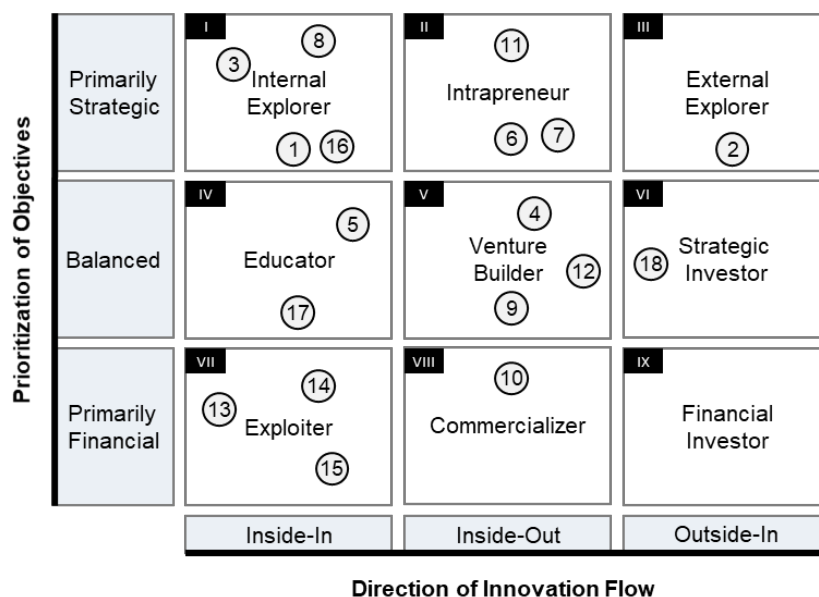 Prioritization of Objectives
Primarily
Strategic
I
3
8
Internal
Explorer
1
16
II
11
Intrapreneur
6
7
III
External
Explorer
2
Balanced
IV
5
Educator
17
V
4
Venture
Builder
12
9
VI
18
Strategic
Investor
Primarily
Financial
VII
13
14
Exploiter
15
VIII
10
Commercializer
IX
Financial
Investor
Inside-In
Inside-Out
Outside-In
Direction of Innovation Flow